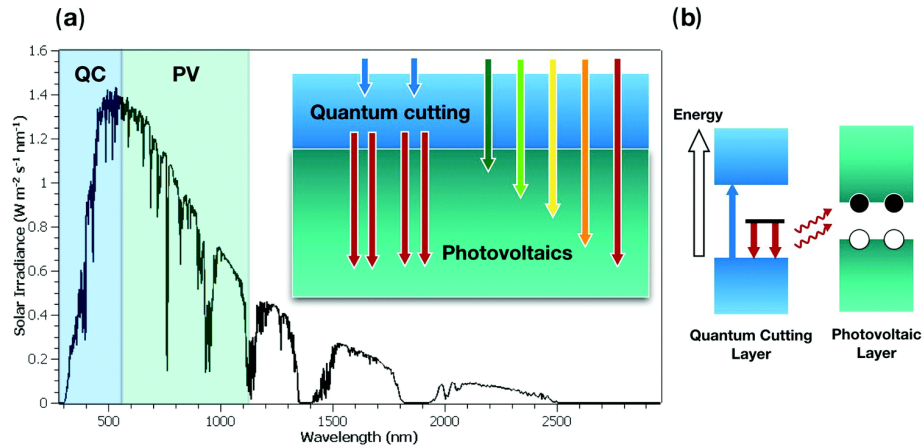 (a)
QC
PV
Solar Irradiance (W m⁻² s⁻¹ nm⁻¹)
1.6
1.4
1.2
1
0.8
0.6
0.4
0.2
0
500
1000
1500
2000
2500
Wavelength (nm)
Quantum cutting
Photovoltaics
(b)
Energy
Quantum Cutting
Layer
Photovoltaic
Layer